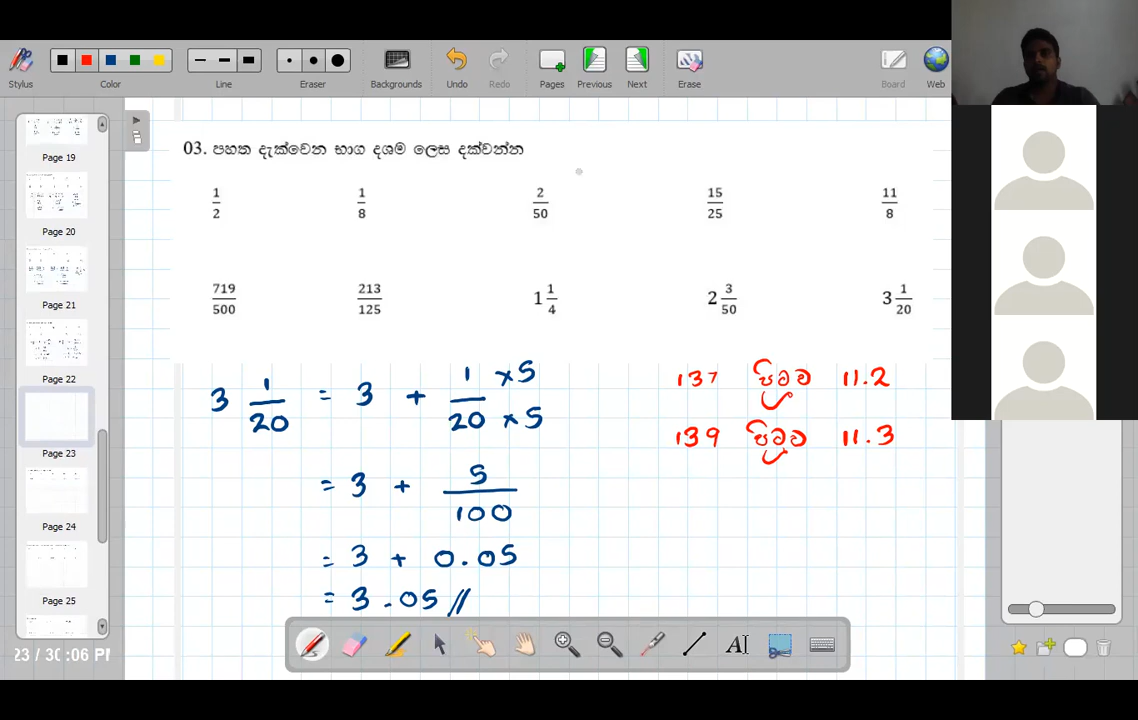 Stylus Color Line Eraser Backgrounds Undo Redo Pages Previous Next Erase Board Web
Page 19
Page 20
Page 21
Page 22
Page 23
Page 24
Page 25
03. පහත දැක්වෙන භාග දශම ලෙස දක්වන්න
1/2 1/8 2/50 15/25 11/8
719/500 213/125 1 1/4 2 3/50 3 1/20
3 1/20 = 3 + 1/20 ×5/×5
= 3 + 5/100
= 3 + 0.05
= 3.05 //
137 පිටුව 11.2
139 පිටුව 11.3
23 / 30
:06 PM